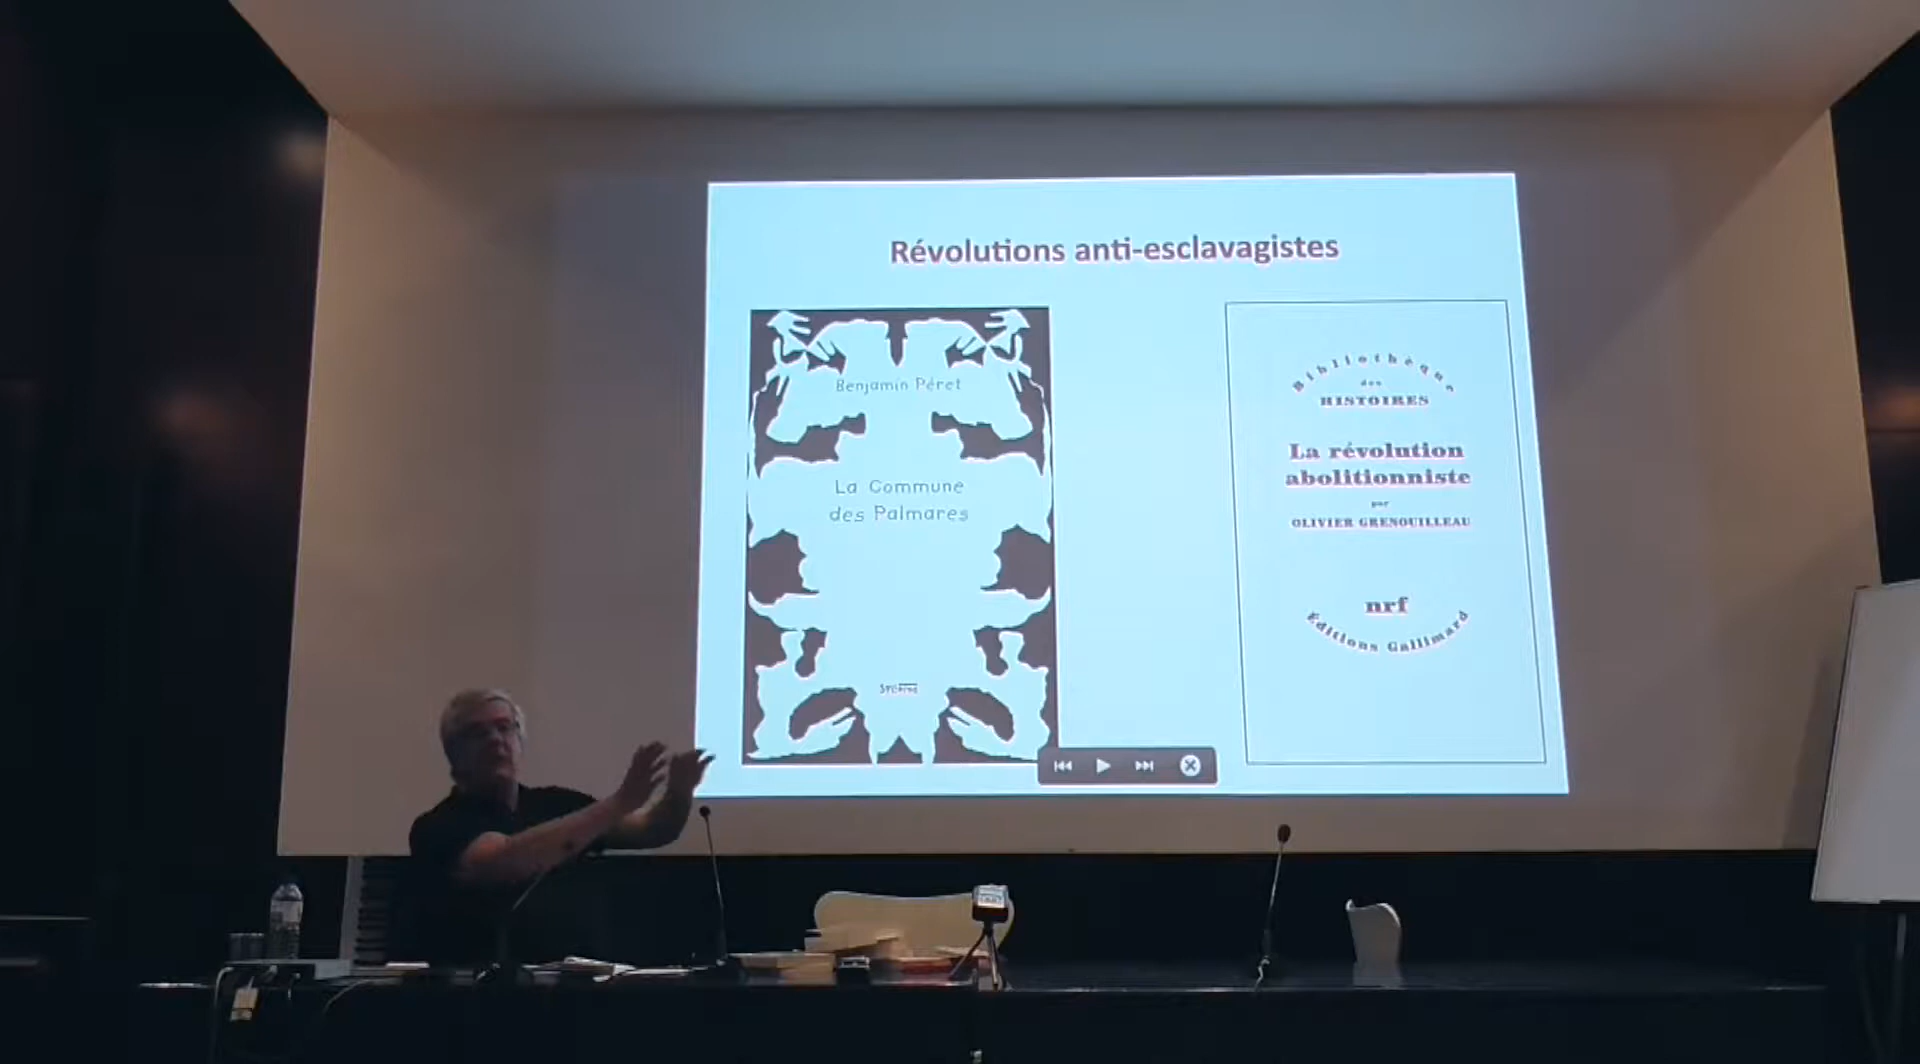 Révolutions anti-esclavagistes
Benjamin Péret
La Commune
des Palmares
Bibliothèque
des
HISTOIRES
La révolution
abolitionniste
par
OLIVIER GRENOUILLEAU
nrf
Éditions Gallimard